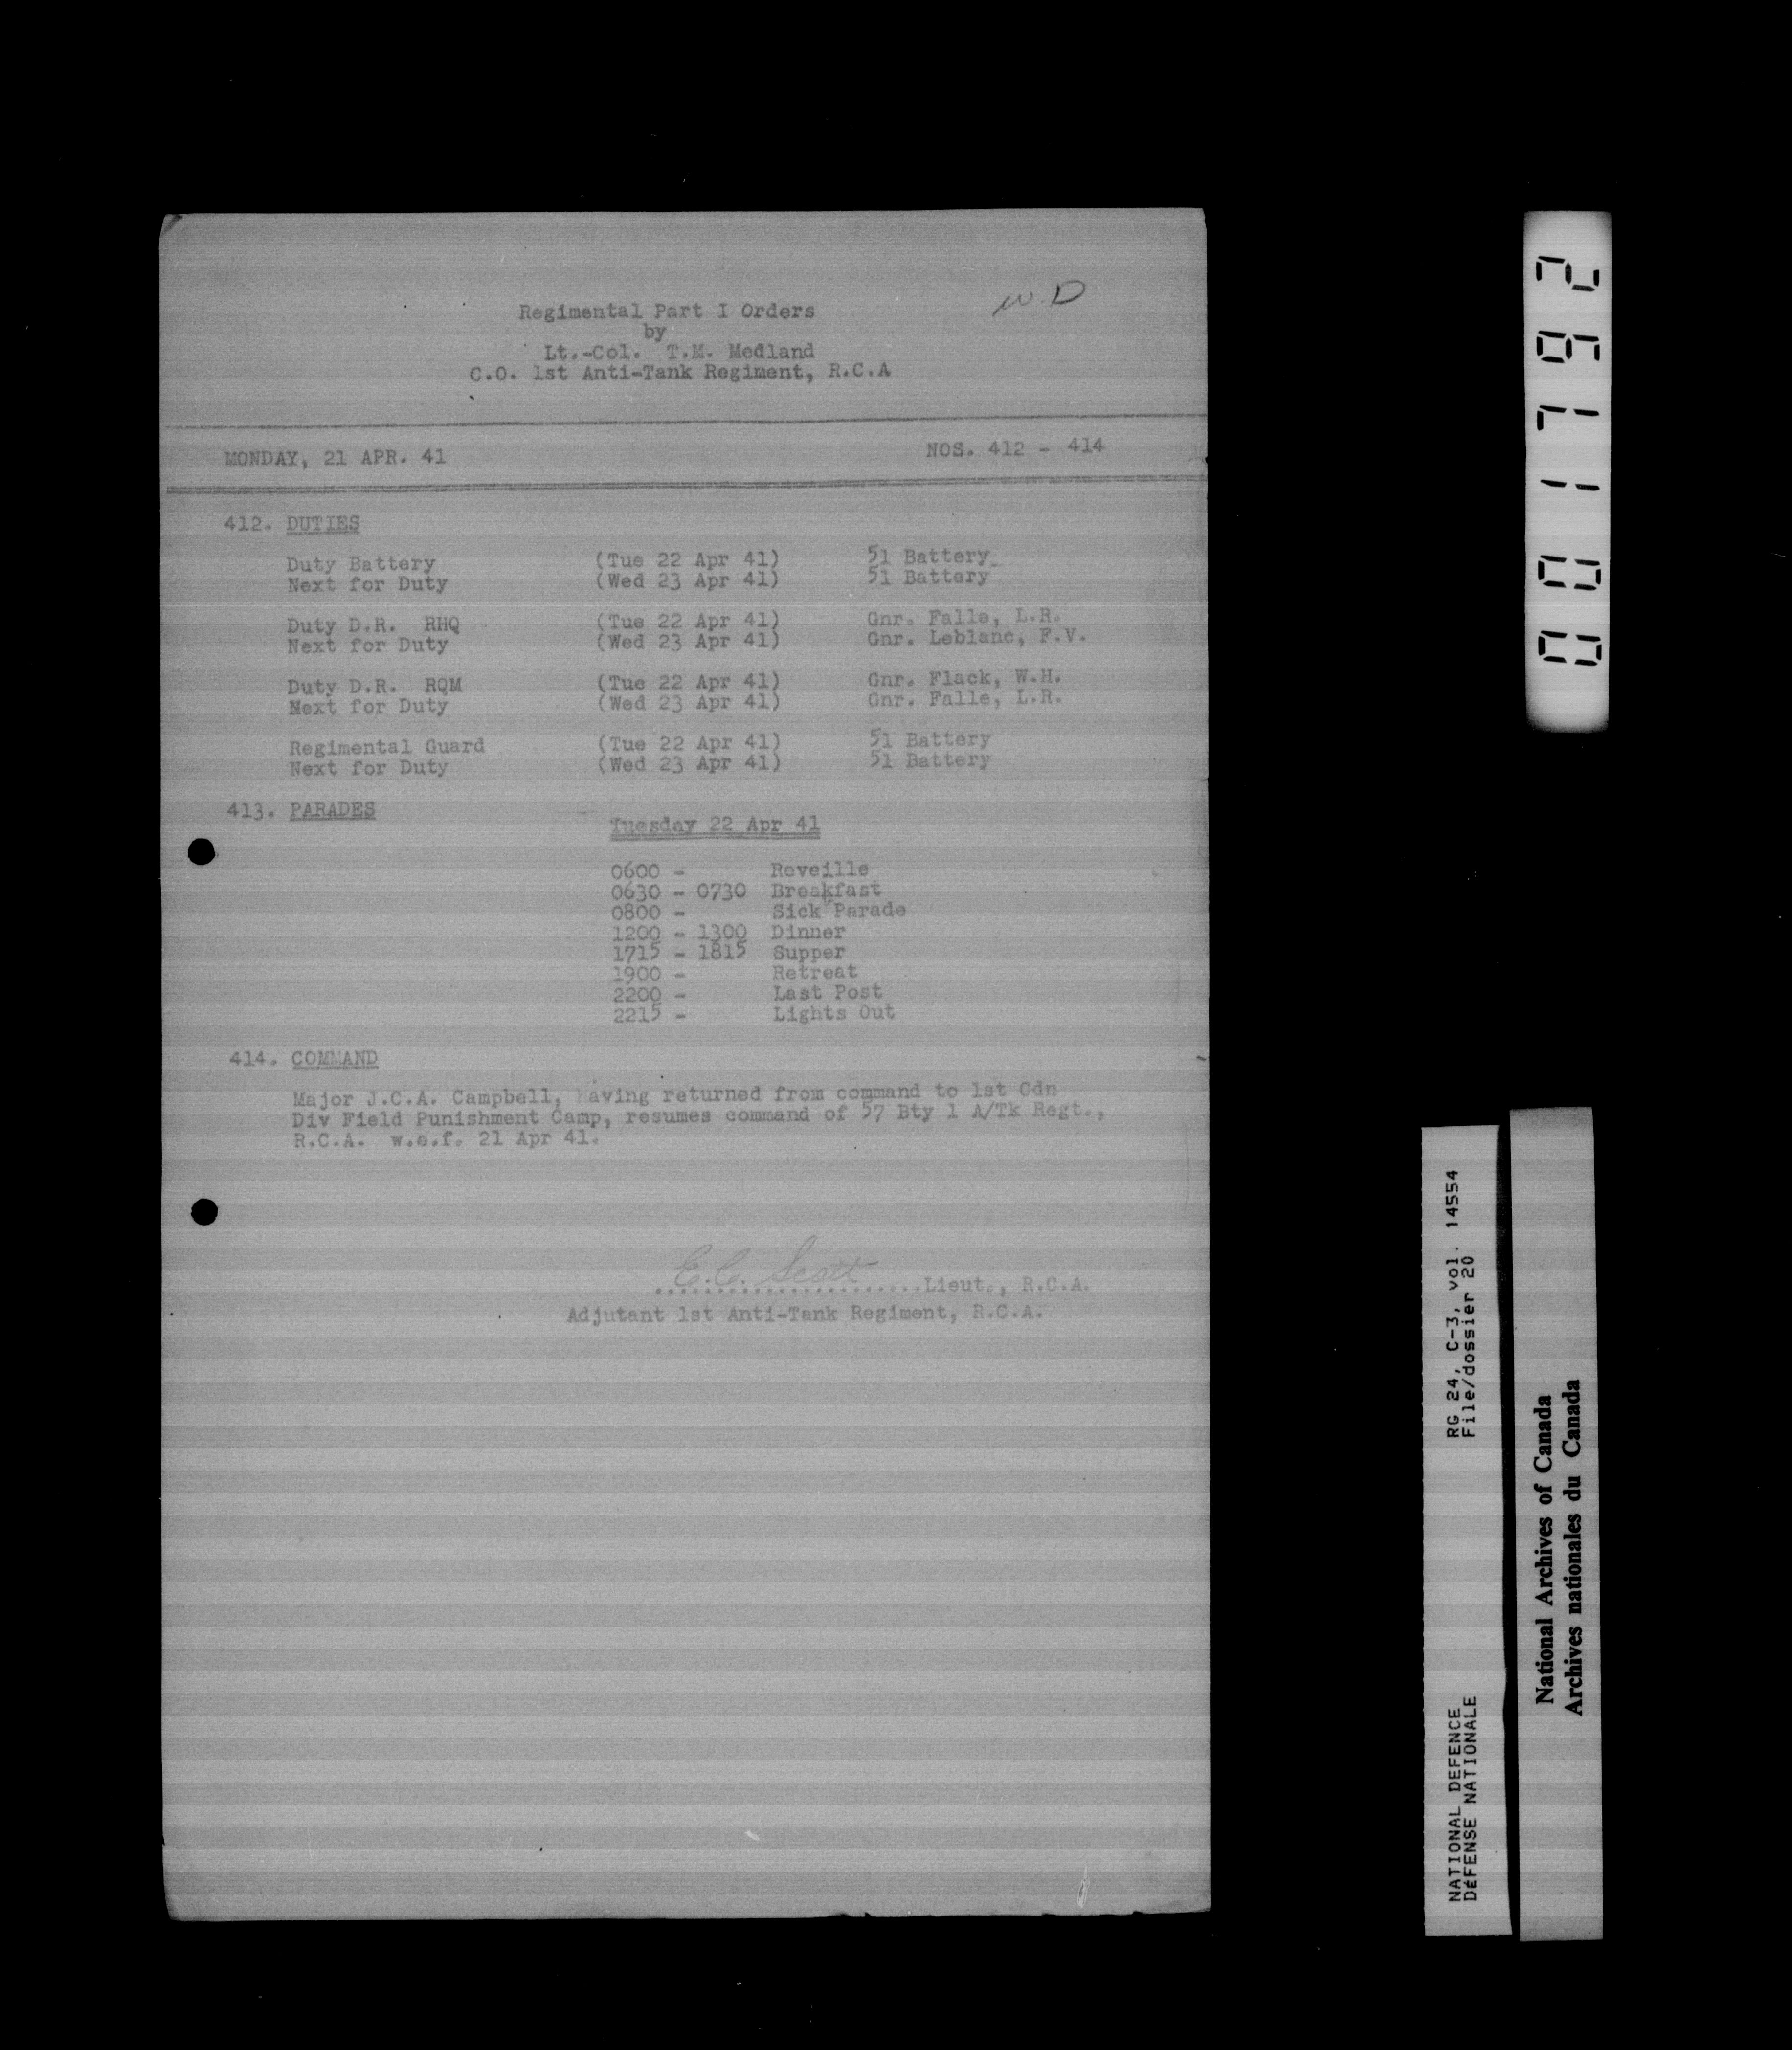 W.D
Regimental Part I Orders
by
Lt.-Col. T.M. Medland
C.O. 1st Anti-Tank Regiment, R.C.A
MONDAY, 21 APR. 41 NOS. 412 - 414
412. DUTIES
Duty Battery (Tue 22 Apr 41) 51 Battery
Next for Duty (Wed 23 Apr 41) 51 Battery
Duty D.R. RHQ (Tue 22 Apr 41) Gnr. Falle, L.R.
Next for Duty (Wed 23 Apr 41) Gnr. Leblanc, F.V.
Duty D.R. RQM (Tue 22 Apr 41) Gnr. Flack, W.H.
Next for Duty (Wed 23 Apr 41) Gnr. Falle, L.R.
Regimental Guard (Tue 22 Apr 41) 51 Battery
Next for Duty (Wed 23 Apr 41) 51 Battery
413. PARADES
Tuesday 22 Apr 41
0600 - Reveille
0630 - 0730 Breakfast
0800 - Sick Parade
1200 - 1300 Dinner
1715 - 1815 Supper
1900 - Retreat
2200 - Last Post
2215 - Lights Out
414. COMMAND
Major J.C.A. Campbell, having returned from command to 1st Cdn
Div Field Punishment Camp, resumes command of 57 Bty 1 A/Tk Regt.,
R.C.A. w.e.f. 21 Apr 41.
E.C. Scott
......................Lieut., R.C.A.
Adjutant 1st Anti-Tank Regiment, R.C.A.
001792
RG 24, C-3, vol. 14554
File/dossier 20
NATIONAL DEFENCE
DÉFENSE NATIONALE
National Archives of Canada
Archives nationales du Canada